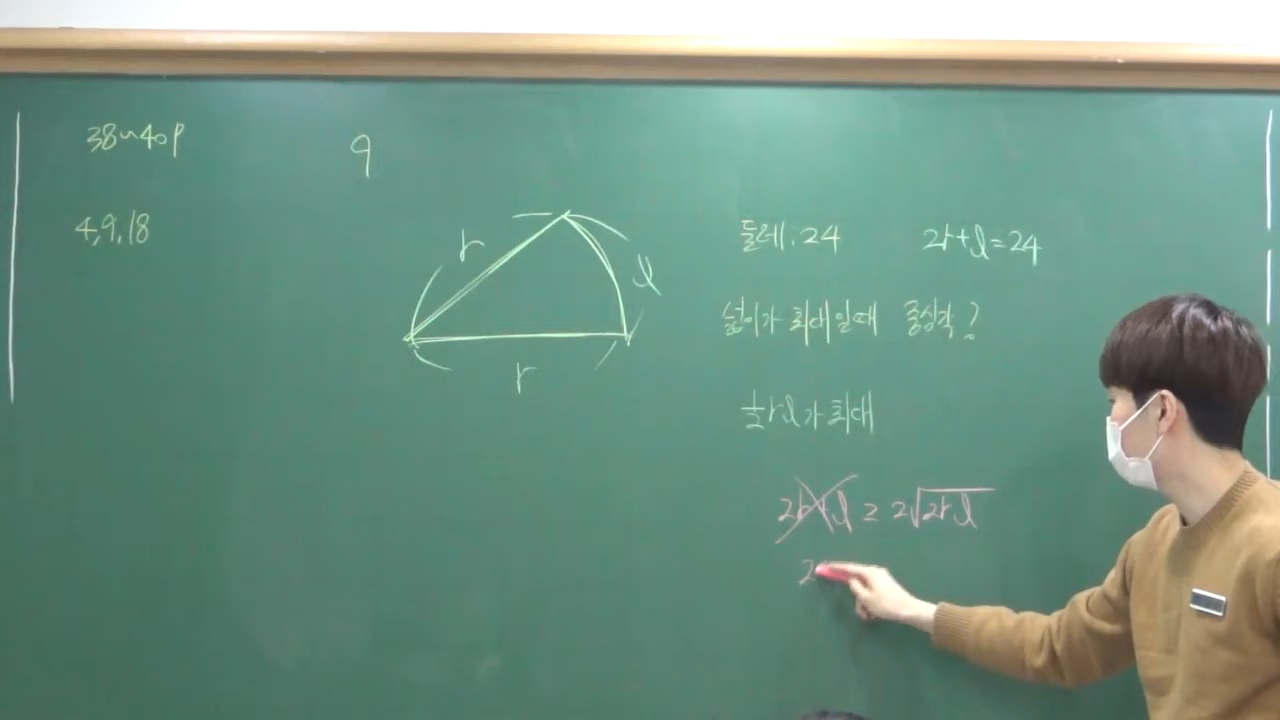 38~40p
9
4, 9, 18
r
l
r
둘레 : 24 2r+l=24
넓이가 최대일때 중심각?
½rl가 최대
2r+l ≥ 2√2rl
2